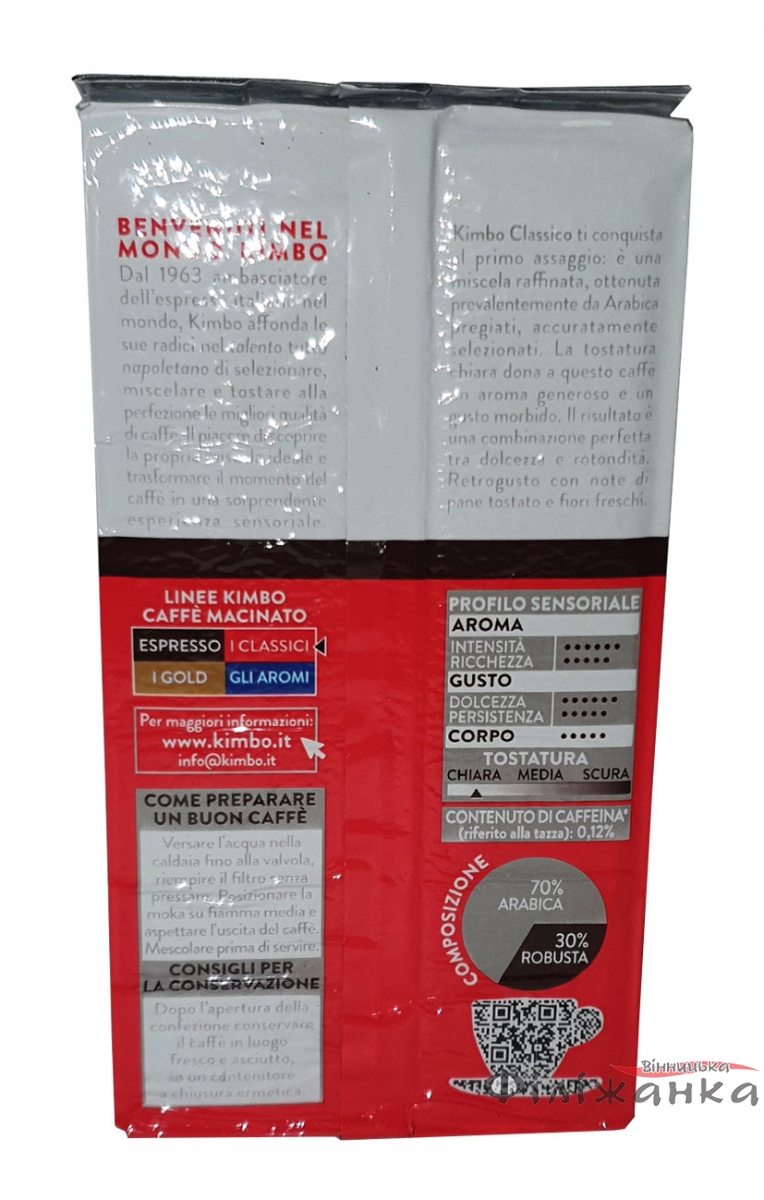 BENVENUTI NEL
MONDO KIMBO
Dal 1963 ambasciatore
dell'espresso italiano nel
mondo, Kimbo affonda le
sue radici nel talento tutto
napoletano di selezionare,
miscelare e tostare alla
perfezione le migliori qualità
di caffè. Il piacere di scoprire
la propria miscela ideale e
trasformare il momento del
caffè in una sorprendente
esperienza sensoriale.
Kimbo Classico ti conquista
al primo assaggio: è una
miscela raffinata, ottenuta
prevalentemente da Arabica
pregiati, accuratamente
selezionati. La tostatura
chiara dona a questo caffè
un aroma generoso e un
gusto morbido. Il risultato è
una combinazione perfetta
tra dolcezza e rotondità.
Retrogusto con note di
pane tostato e fiori freschi.
LINEE KIMBO
CAFFÈ MACINATO
ESPRESSO I CLASSICI
I GOLD GLI AROMI
Per maggiori informazioni:
www.kimbo.it
info@kimbo.it
COME PREPARARE
UN BUON CAFFÈ
Versare l'acqua nella
caldaia fino alla valvola,
riempire il filtro senza
pressare. Posizionare la
moka su fiamma media e
aspettare l'uscita del caffè.
Mescolare prima di servire.
CONSIGLI PER
LA CONSERVAZIONE
Dopo l'apertura della
confezione conservare
il caffè in luogo
fresco e asciutto,
in un contenitore
a chiusura ermetica.
PROFILO SENSORIALE
AROMA
INTENSITÀ
RICCHEZZA
GUSTO
DOLCEZZA
PERSISTENZA
CORPO
TOSTATURA
CHIARA MEDIA SCURA
CONTENUTO DI CAFFEINA*
(riferito alla tazza): 0,12%
COMPOSIZIONE
70%
ARABICA
30%
ROBUSTA
Вінницька
Філіжанка